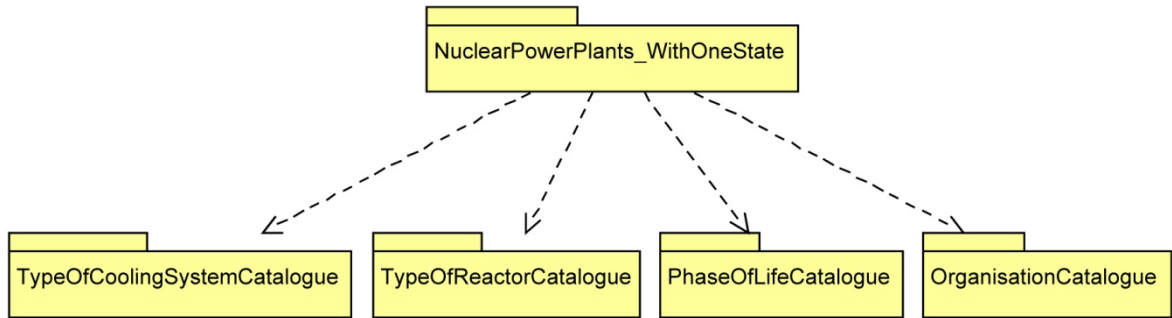 NuclearPowerPlants_WithOneState
TypeOfCoolingSystemCatalogue
TypeOfReactorCatalogue
PhaseOfLifeCatalogue
OrganisationCatalogue